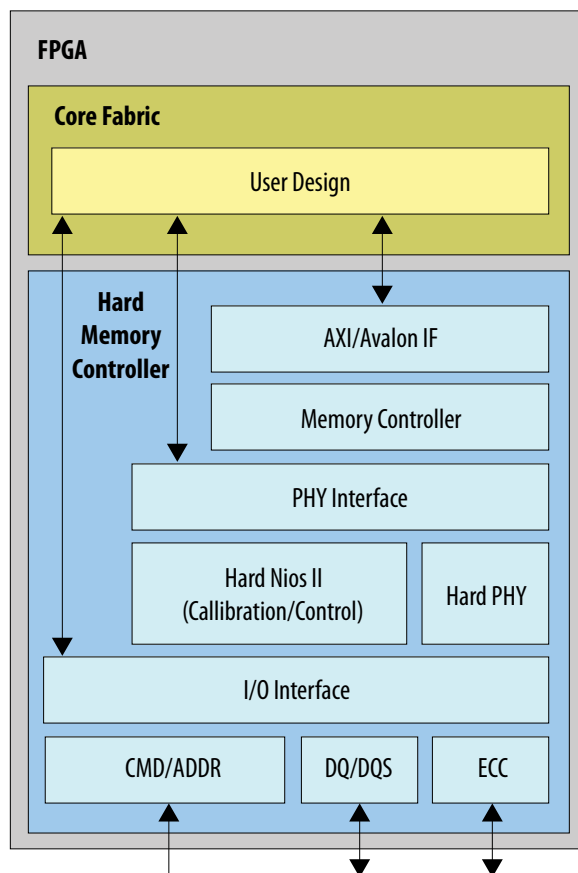 FPGA
Core Fabric
User Design
Hard
Memory
Controller
AXI/Avalon IF
Memory Controller
PHY Interface
Hard Nios II
(Callibration/Control)
Hard PHY
I/O Interface
CMD/ADDR
DQ/DQS
ECC